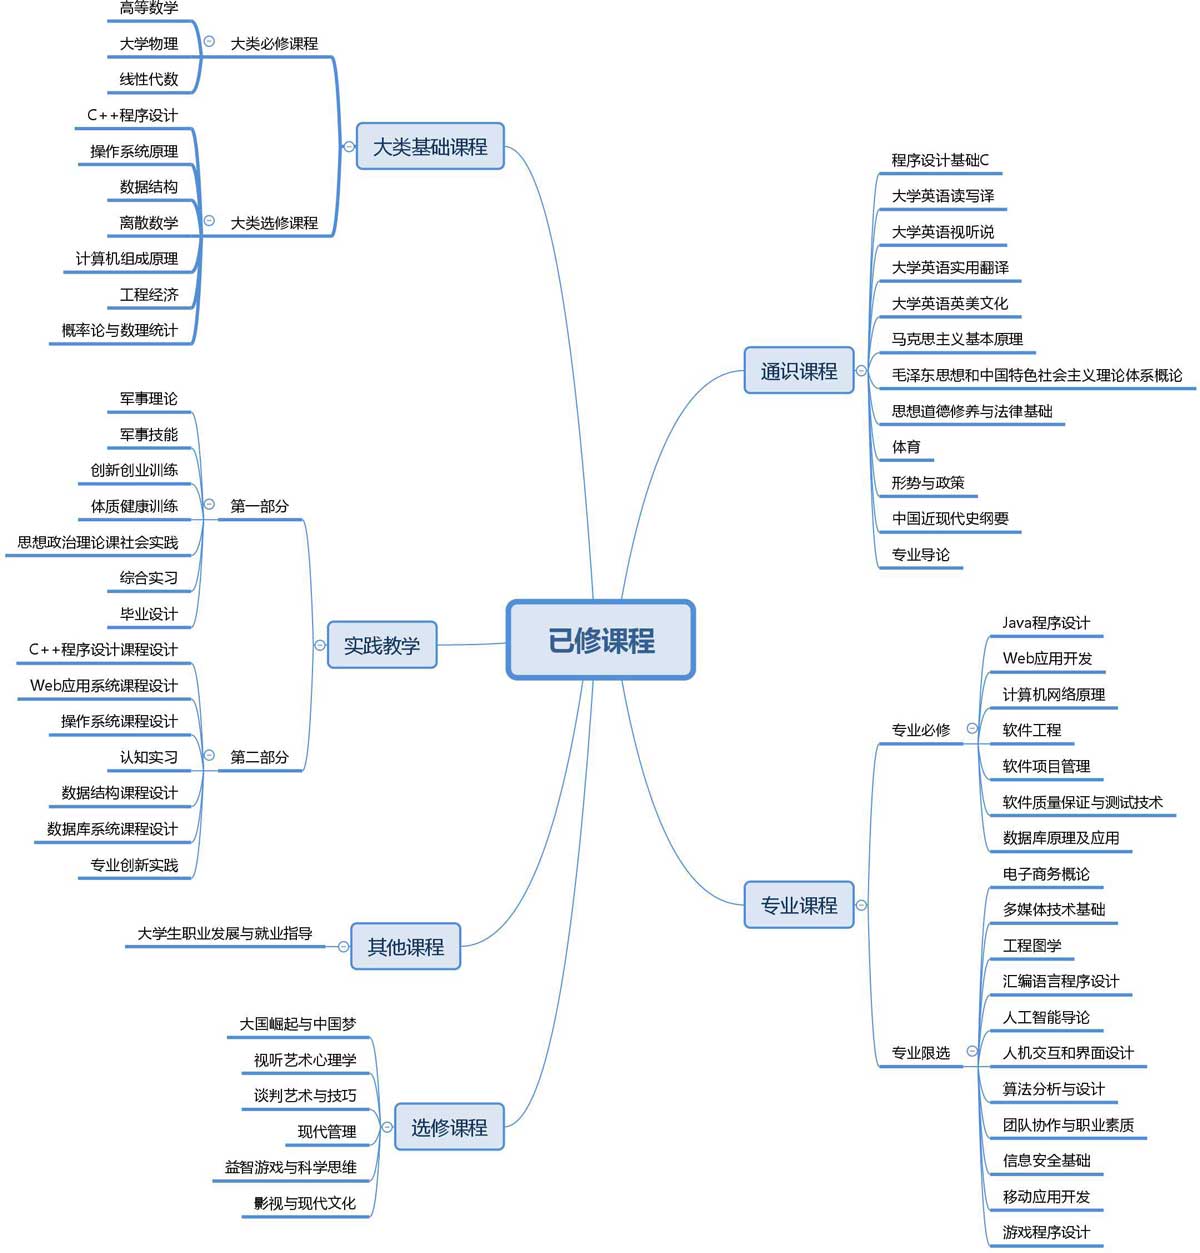 已修课程
大类基础课程
大类必修课程
高等数学
大学物理
线性代数
大类选修课程
C++程序设计
操作系统原理
数据结构
离散数学
计算机组成原理
工程经济
概率论与数理统计
实践教学
第一部分
军事理论
军事技能
创新创业训练
体质健康训练
思想政治理论课社会实践
综合实习
毕业设计
第二部分
C++程序设计课程设计
Web应用系统课程设计
操作系统课程设计
认知实习
数据结构课程设计
数据库系统课程设计
专业创新实践
其他课程
大学生职业发展与就业指导
选修课程
大国崛起与中国梦
视听艺术心理学
谈判艺术与技巧
现代管理
益智游戏与科学思维
影视与现代文化
通识课程
程序设计基础C
大学英语读写译
大学英语视听说
大学英语实用翻译
大学英语英美文化
马克思主义基本原理
毛泽东思想和中国特色社会主义理论体系概论
思想道德修养与法律基础
体育
形势与政策
中国近现代史纲要
专业导论
专业课程
专业必修
Java程序设计
Web应用开发
计算机网络原理
软件工程
软件项目管理
软件质量保证与测试技术
数据库原理及应用
专业限选
电子商务概论
多媒体技术基础
工程图学
汇编语言程序设计
人工智能导论
人机交互和界面设计
算法分析与设计
团队协作与职业素质
信息安全基础
移动应用开发
游戏程序设计